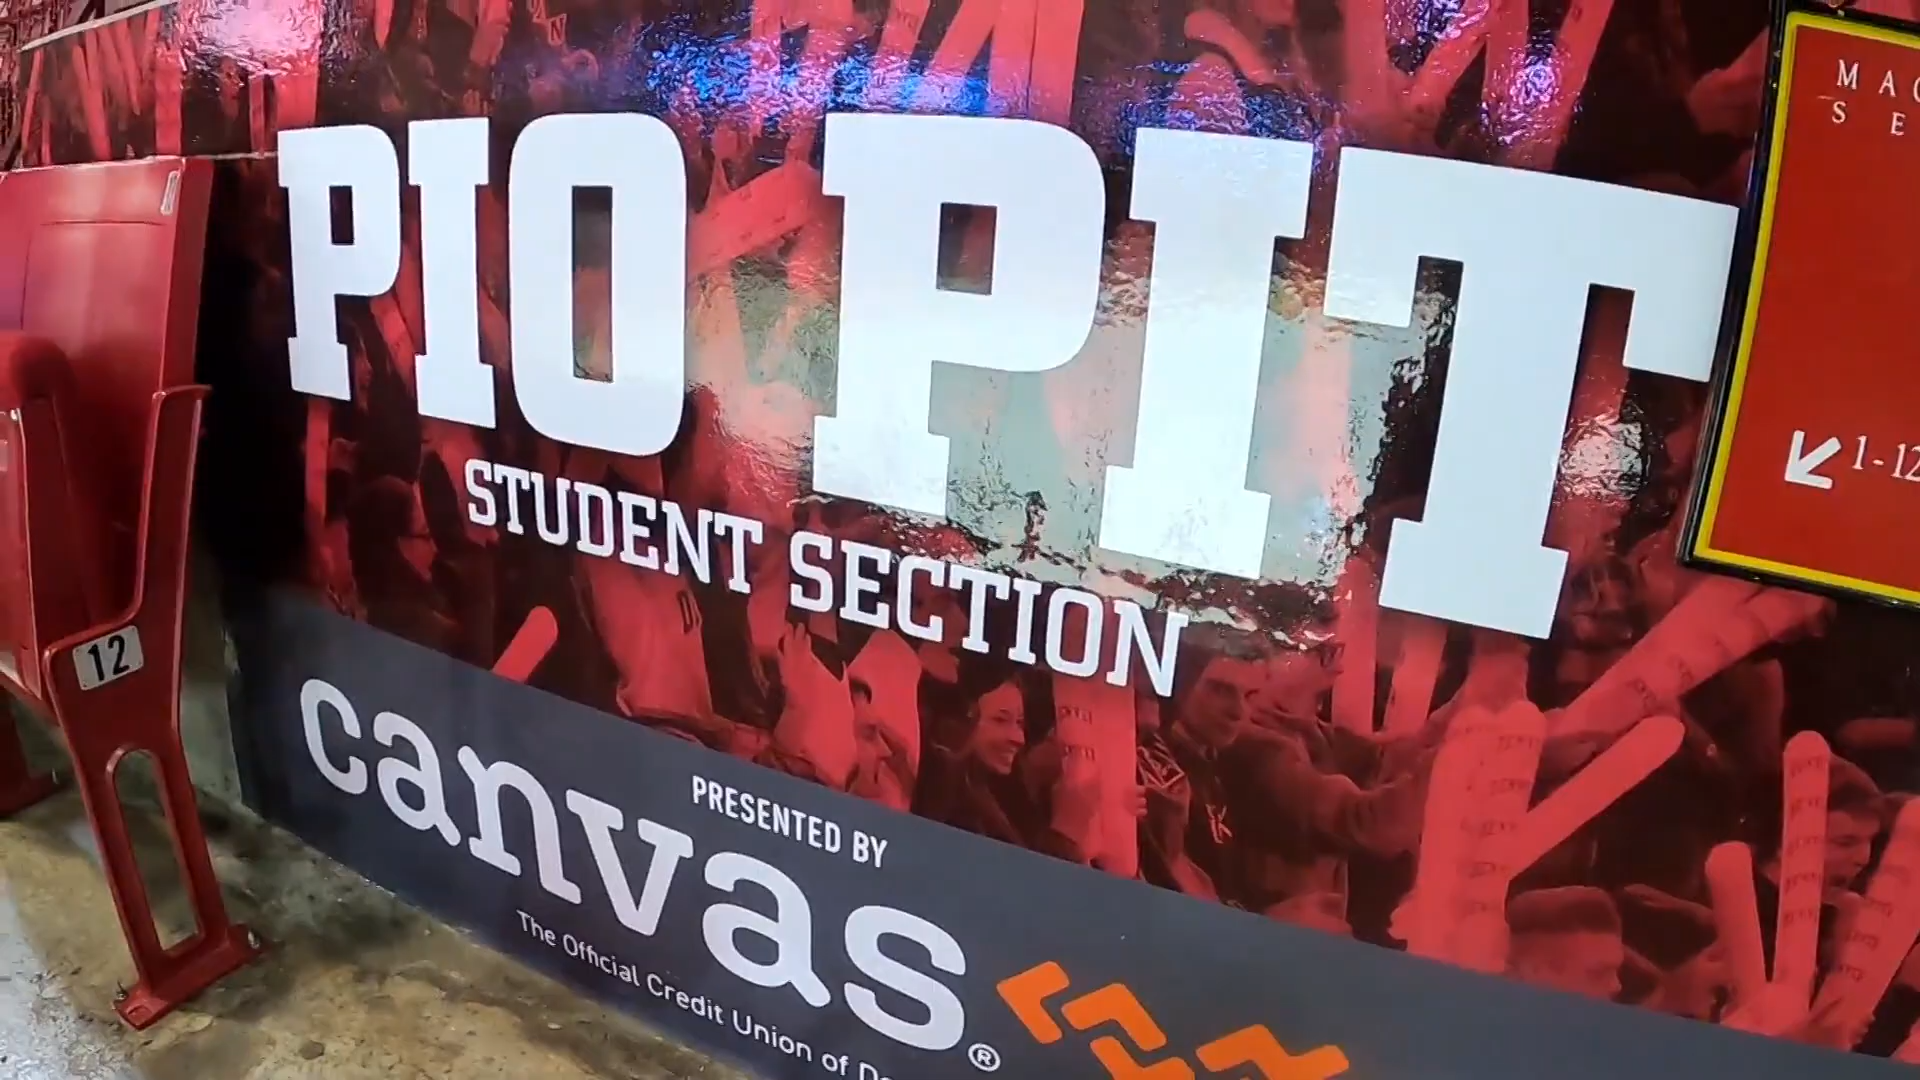 PIO PIT
STUDENT SECTION
PRESENTED BY
canvas®
The Official Credit Union of
12
1-12